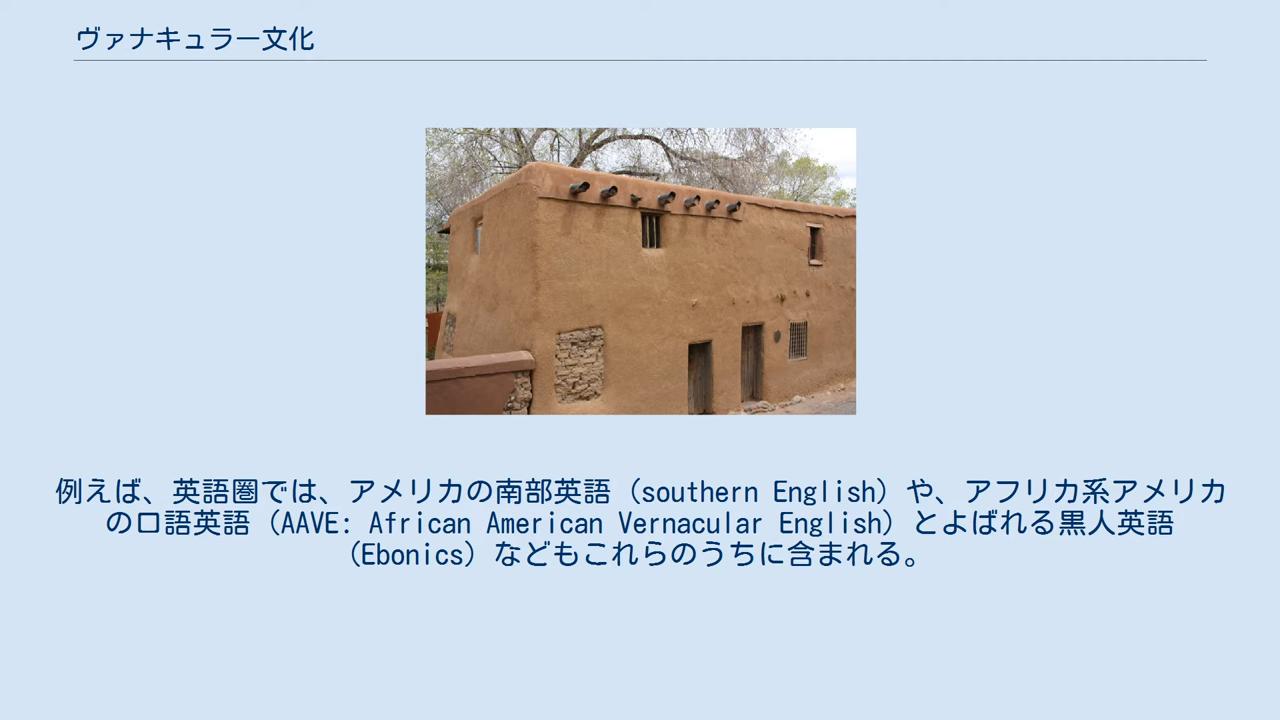 ヴァナキュラー文化
例えば、英語圏では、アメリカの南部英語（southern English）や、アフリカ系アメリカ
の口語英語（AAVE: African American Vernacular English）とよばれる黒人英語
（Ebonics）などもこれらのうちに含まれる。